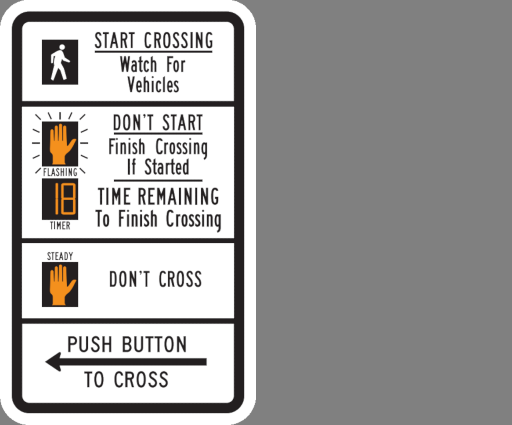 START CROSSING
Watch For
Vehicles
DON'T START
Finish Crossing
If Started
FLASHING
18
TIME REMAINING
To Finish Crossing
TIMER
STEADY
DON'T CROSS
PUSH BUTTON
TO CROSS